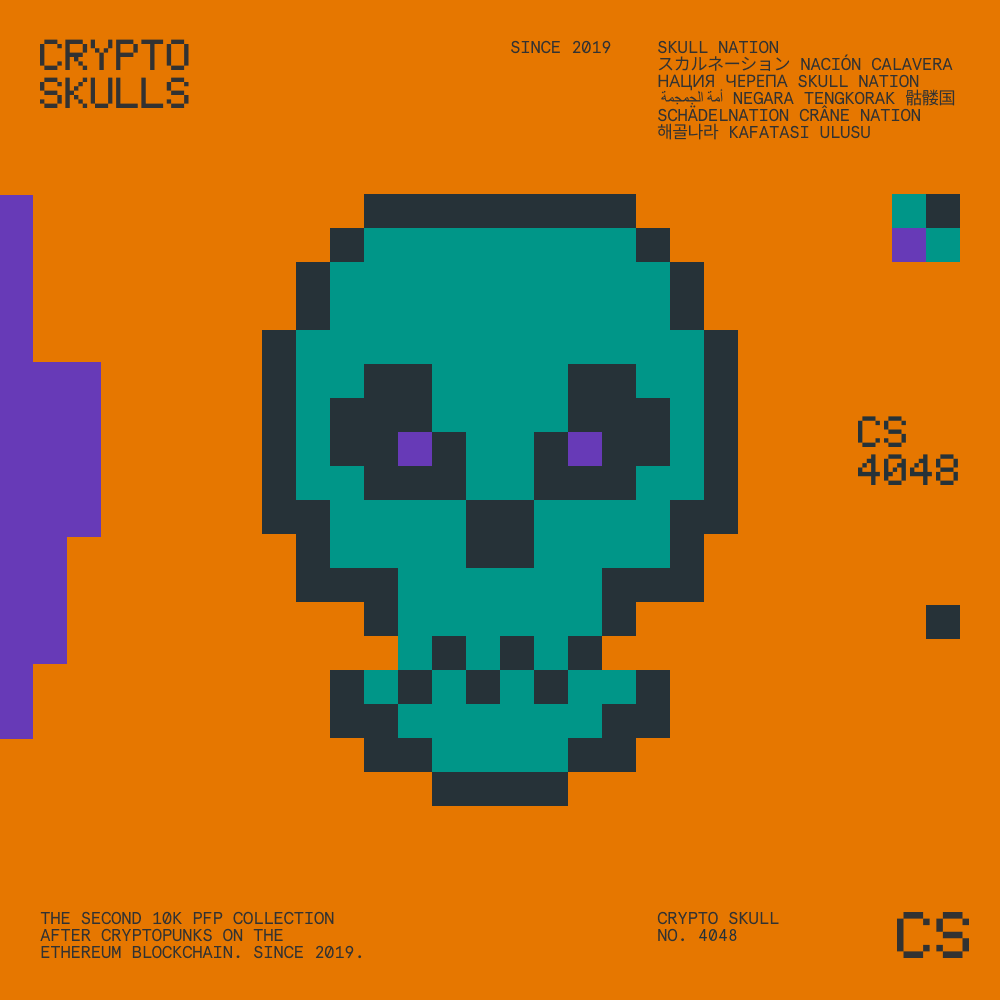 CRYPTO
SKULLS
SINCE 2019
SKULL NATION
スカルネーション NACIÓN CALAVERA
НАЦИЯ ЧЕРЕПА SKULL NATION
أمة الجمجمة NEGARA TENGKORAK 骷髅国
SCHÄDELNATION CRÂNE NATION
해골나라 KAFATASI ULUSU
CS
4048
THE SECOND 10K PFP COLLECTION
AFTER CRYPTOPUNKS ON THE
ETHEREUM BLOCKCHAIN. SINCE 2019.
CRYPTO SKULL
NO. 4048
CS